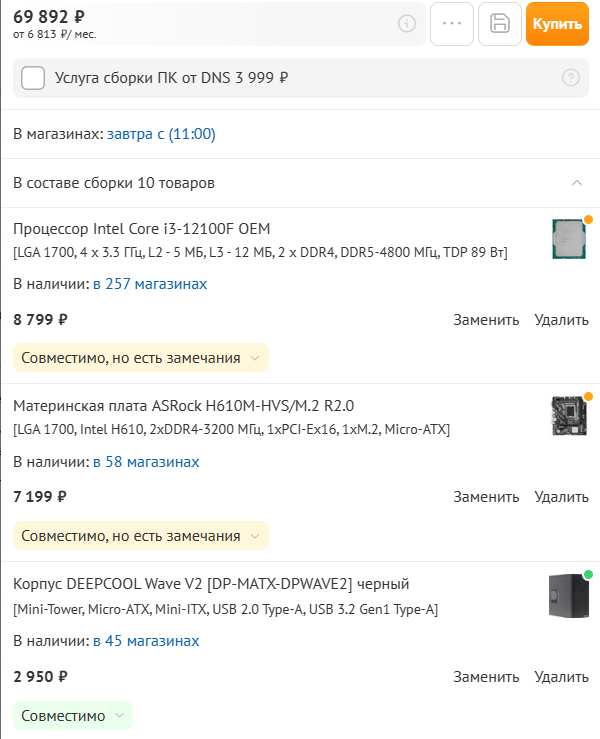 69 892 ₽
от 6 813 ₽/ мес.
Купить
Услуга сборки ПК от DNS 3 999 ₽
В магазинах: завтра с (11:00)
В составе сборки 10 товаров
Процессор Intel Core i3-12100F OEM
[LGA 1700, 4 x 3.3 ГГц, L2 - 5 МБ, L3 - 12 МБ, 2 x DDR4, DDR5-4800 МГц, TDP 89 Вт]
В наличии: в 257 магазинах
8 799 ₽
Заменить Удалить
Совместимо, но есть замечания
Материнская плата ASRock H610M-HVS/M.2 R2.0
[LGA 1700, Intel H610, 2xDDR4-3200 МГц, 1xPCI-Ex16, 1xM.2, Micro-ATX]
В наличии: в 58 магазинах
7 199 ₽
Заменить Удалить
Совместимо, но есть замечания
Корпус DEEPCOOL Wave V2 [DP-MATX-DPWAVE2] черный
[Mini-Tower, Micro-ATX, Mini-ITX, USB 2.0 Type-A, USB 3.2 Gen1 Type-A]
В наличии: в 45 магазинах
2 950 ₽
Заменить Удалить
Совместимо